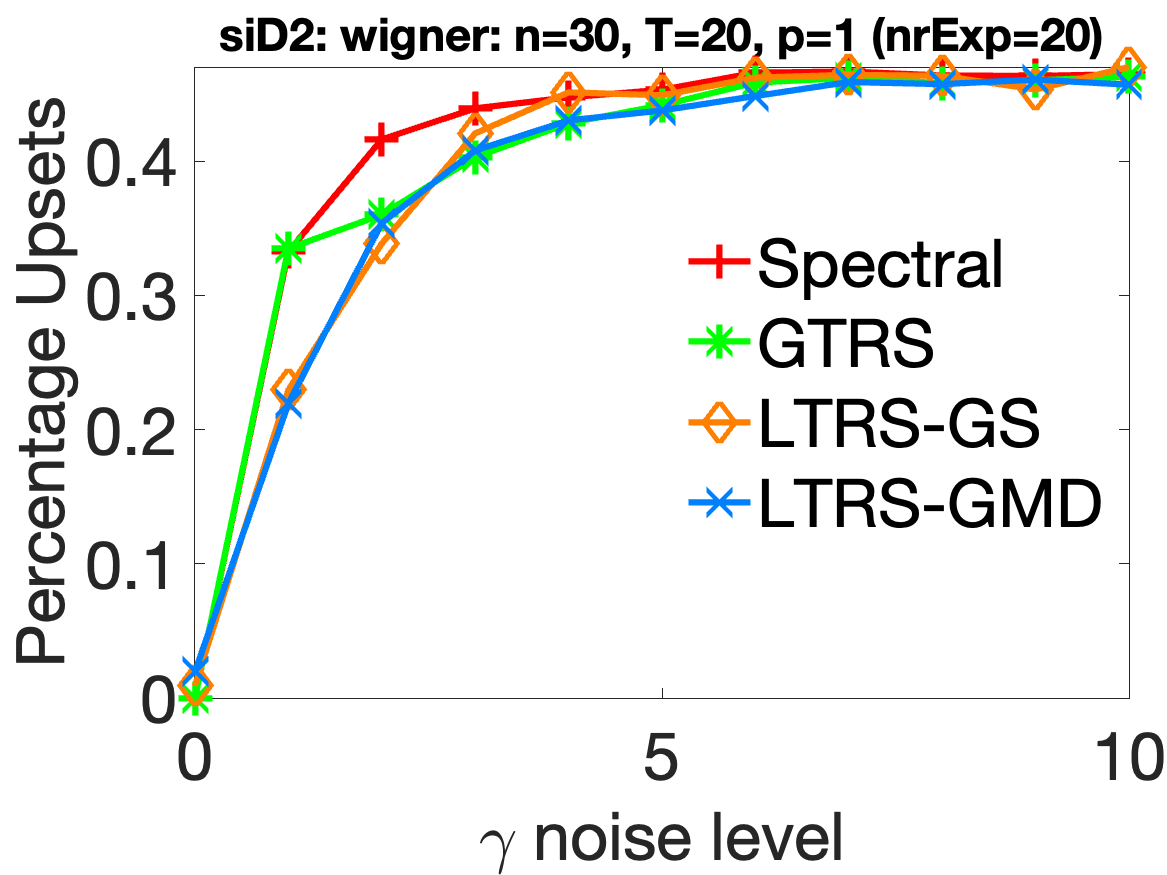 siD2: wigner: n=30, T=20, p=1 (nrExp=20)
Percentage Upsets
0.4
0.3
0.2
0.1
0
Spectral
GTRS
LTRS-GS
LTRS-GMD
0 5 10
γ noise level